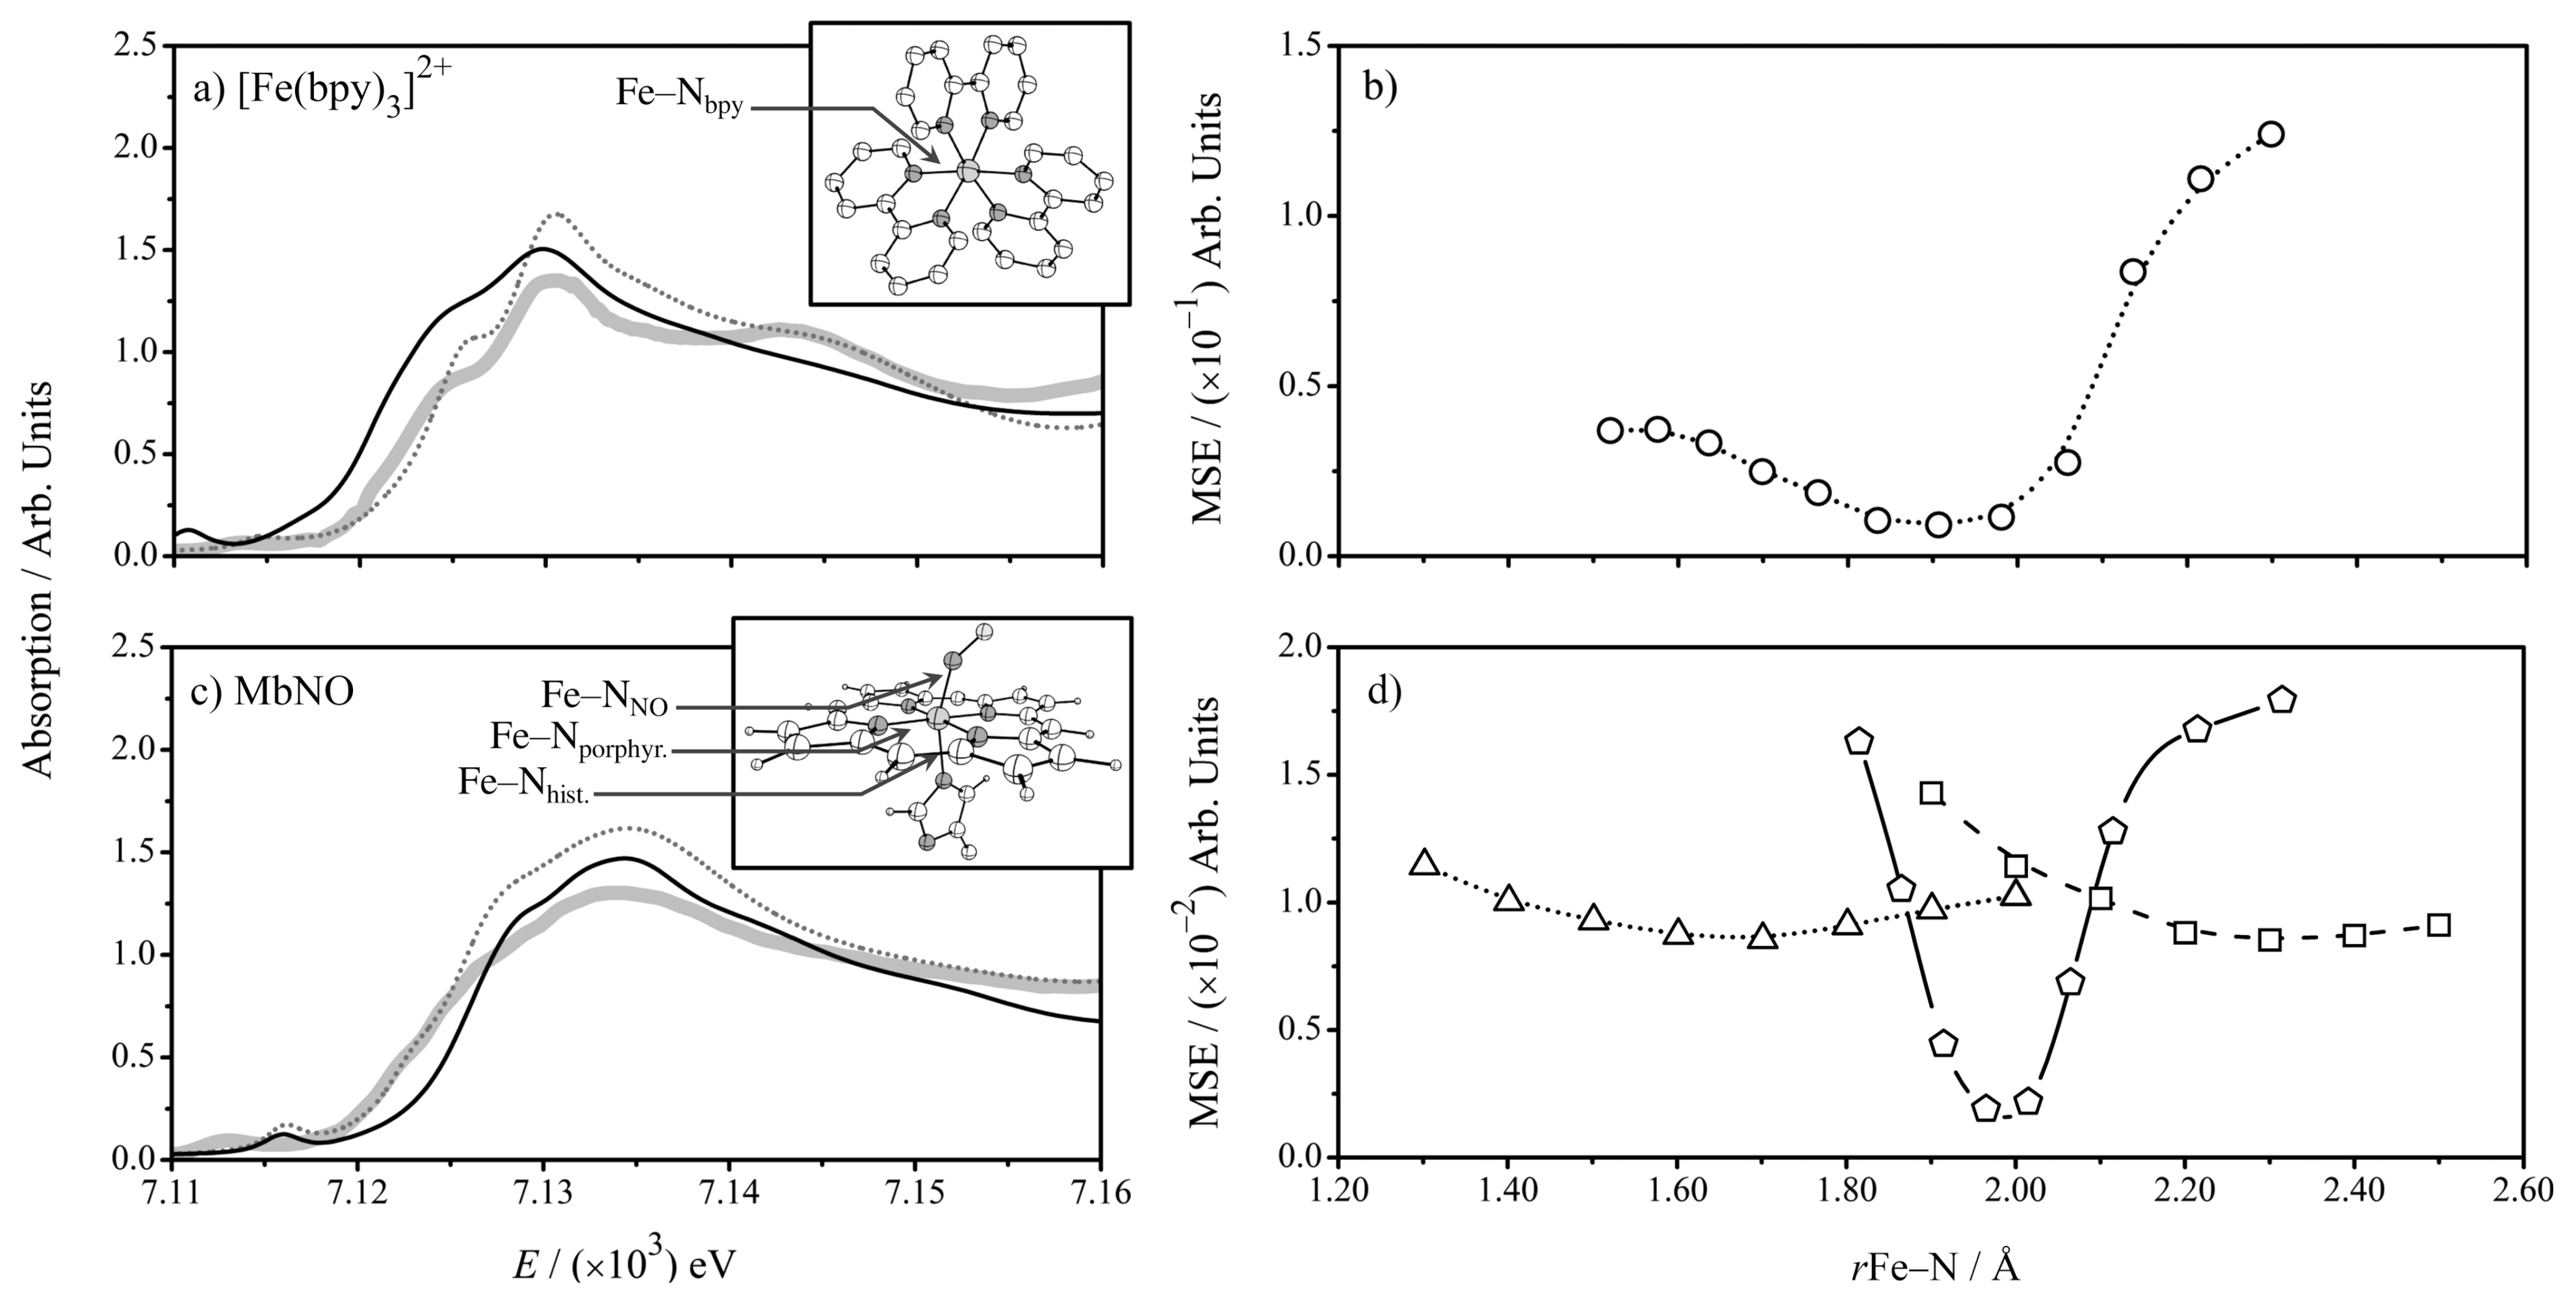 Absorption / Arb. Units
a) [Fe(bpy)3]2+
Fe–Nbpy
2.5
2.0
1.5
1.0
0.5
0.0
b)
MSE / (×10−1) Arb. Units
1.5
1.0
0.5
0.0
c) MbNO
Fe–NNO
Fe–Nporphyr.
Fe–Nhist.
2.5
2.0
1.5
1.0
0.5
0.0
7.11 7.12 7.13 7.14 7.15 7.16
E / (×103) eV
d)
MSE / (×10−2) Arb. Units
2.0
1.5
1.0
0.5
0.0
1.20 1.40 1.60 1.80 2.00 2.20 2.40 2.60
rFe–N / Å